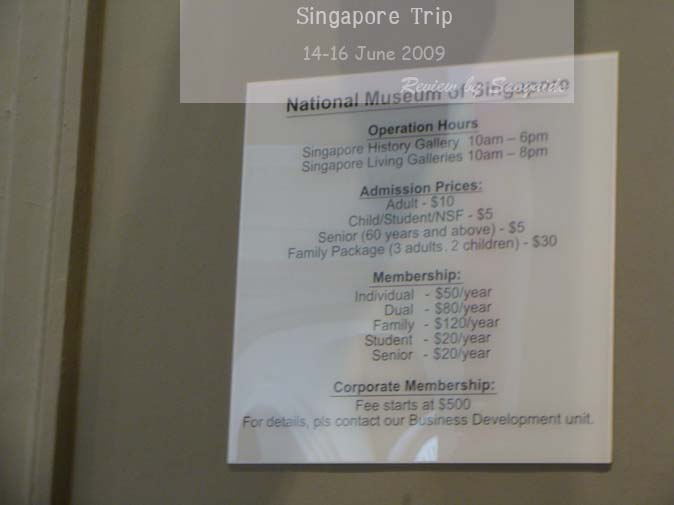 Singapore Trip
14-16 June 2009
Review by
National Museum of Singapore
Operation Hours
Singapore History Gallery 10am – 6pm
Singapore Living Galleries 10am – 8pm
Admission Prices:
Adult - $10
Child/Student/NSF - $5
Senior (60 years and above) - $5
Family Package (3 adults. 2 children) - $30
Membership:
Individual - $50/year
Dual - $80/year
Family - $120/year
Student - $20/year
Senior - $20/year
Corporate Membership:
Fee starts at $500
For details, pls contact our Business Development unit.